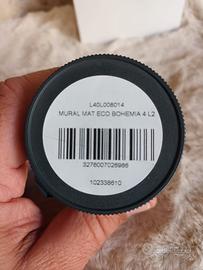 L40L008014
MURAL MAT ECO BOHEMIA 4 L2
3276007026986
102338610